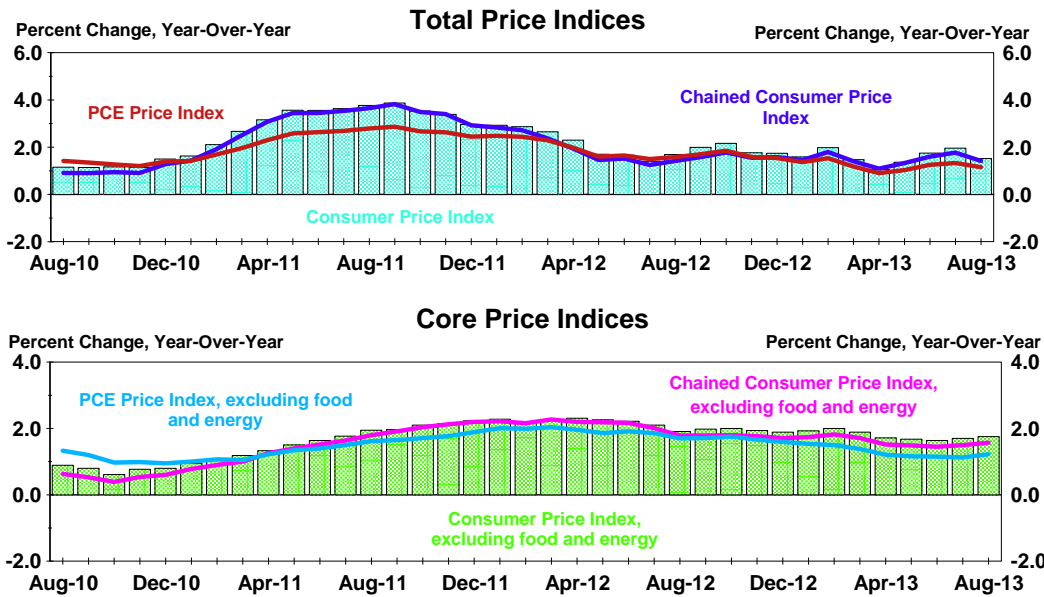 Total Price Indices
Percent Change, Year-Over-Year
Percent Change, Year-Over-Year
6.0
6.0
4.0
4.0
PCE Price Index
Chained Consumer Price
Index
2.0
2.0
0.0
0.0
Consumer Price Index
-2.0
-2.0
Aug-10 Dec-10 Apr-11 Aug-11 Dec-11 Apr-12 Aug-12 Dec-12 Apr-13 Aug-13
Core Price Indices
Percent Change, Year-Over-Year
Percent Change, Year-Over-Year
4.0
4.0
PCE Price Index, excluding food
and energy
Chained Consumer Price Index,
excluding food and energy
2.0
2.0
0.0
0.0
Consumer Price Index,
excluding food and energy
-2.0
-2.0
Aug-10 Dec-10 Apr-11 Aug-11 Dec-11 Apr-12 Aug-12 Dec-12 Apr-13 Aug-13